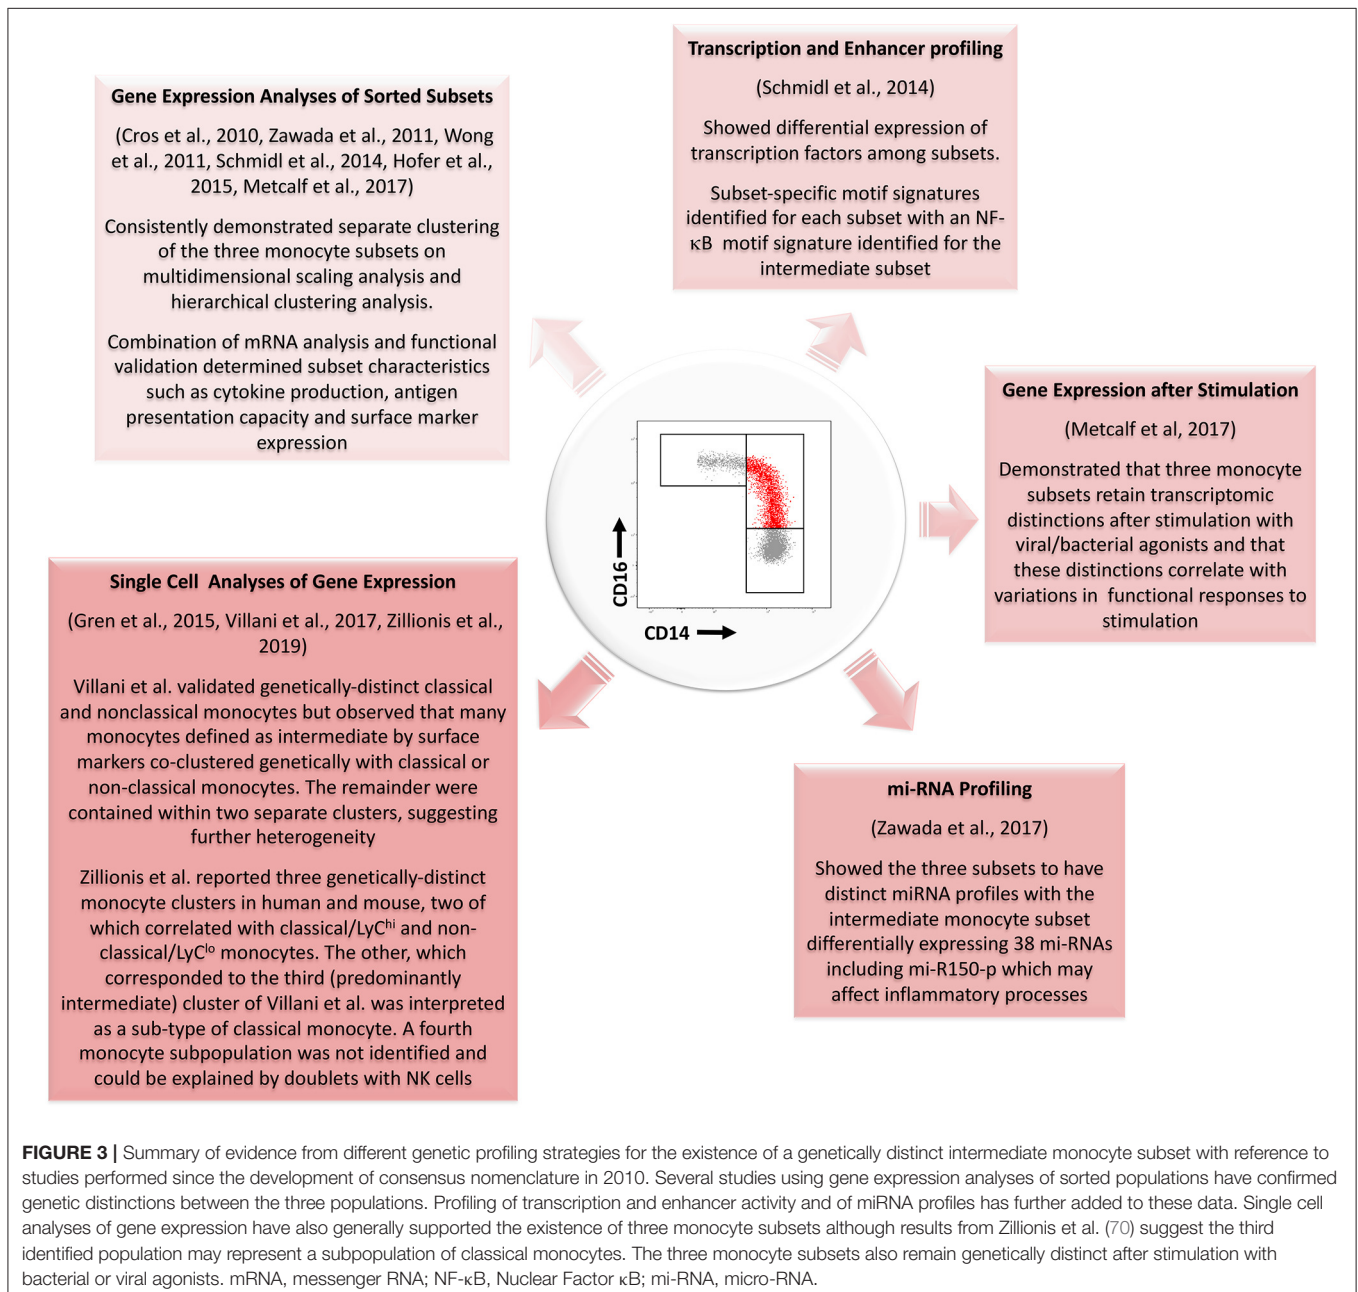 Gene Expression Analyses of Sorted Subsets
(Cros et al., 2010, Zawada et al., 2011, Wong
et al., 2011, Schmidl et al., 2014, Hofer et al.,
2015, Metcalf et al., 2017)
Consistently demonstrated separate clustering
of the three monocyte subsets on
multidimensional scaling analysis and
hierarchical clustering analysis.
Combination of mRNA analysis and functional
validation determined subset characteristics
such as cytokine production, antigen
presentation capacity and surface marker
expression
Transcription and Enhancer profiling
(Schmidl et al., 2014)
Showed differential expression of
transcription factors among subsets.
Subset-specific motif signatures
identified for each subset with an NF-
κB motif signature identified for the
intermediate subset
Gene Expression after Stimulation
(Metcalf et al, 2017)
Demonstrated that three monocyte
subsets retain transcriptomic
distinctions after stimulation with
viral/bacterial agonists and that
these distinctions correlate with
variations in functional responses to
stimulation
CD16
CD14
Single Cell Analyses of Gene Expression
(Gren et al., 2015, Villani et al., 2017, Zillionis et al.,
2019)
Villani et al. validated genetically-distinct classical
and nonclassical monocytes but observed that many
monocytes defined as intermediate by surface
markers co-clustered genetically with classical or
non-classical monocytes. The remainder were
contained within two separate clusters, suggesting
further heterogeneity
Zillionis et al. reported three genetically-distinct
monocyte clusters in human and mouse, two of
which correlated with classical/LyC^hi and non-
classical/LyC^lo monocytes. The other, which
corresponded to the third (predominantly
intermediate) cluster of Villani et al. was interpreted
as a sub-type of classical monocyte. A fourth
monocyte subpopulation was not identified and
could be explained by doublets with NK cells
mi-RNA Profiling
(Zawada et al., 2017)
Showed the three subsets to have
distinct miRNA profiles with the
intermediate monocyte subset
differentially expressing 38 mi-RNAs
including mi-R150-p which may
affect inflammatory processes
FIGURE 3 | Summary of evidence from different genetic profiling strategies for the existence of a genetically distinct intermediate monocyte subset with reference to
studies performed since the development of consensus nomenclature in 2010. Several studies using gene expression analyses of sorted populations have confirmed
genetic distinctions between the three populations. Profiling of transcription and enhancer activity and of miRNA profiles has further added to these data. Single cell
analyses of gene expression have also generally supported the existence of three monocyte subsets although results from Zillionis et al. (70) suggest the third
identified population may represent a subpopulation of classical monocytes. The three monocyte subsets also remain genetically distinct after stimulation with
bacterial or viral agonists. mRNA, messenger RNA; NF-κB, Nuclear Factor κB; mi-RNA, micro-RNA.